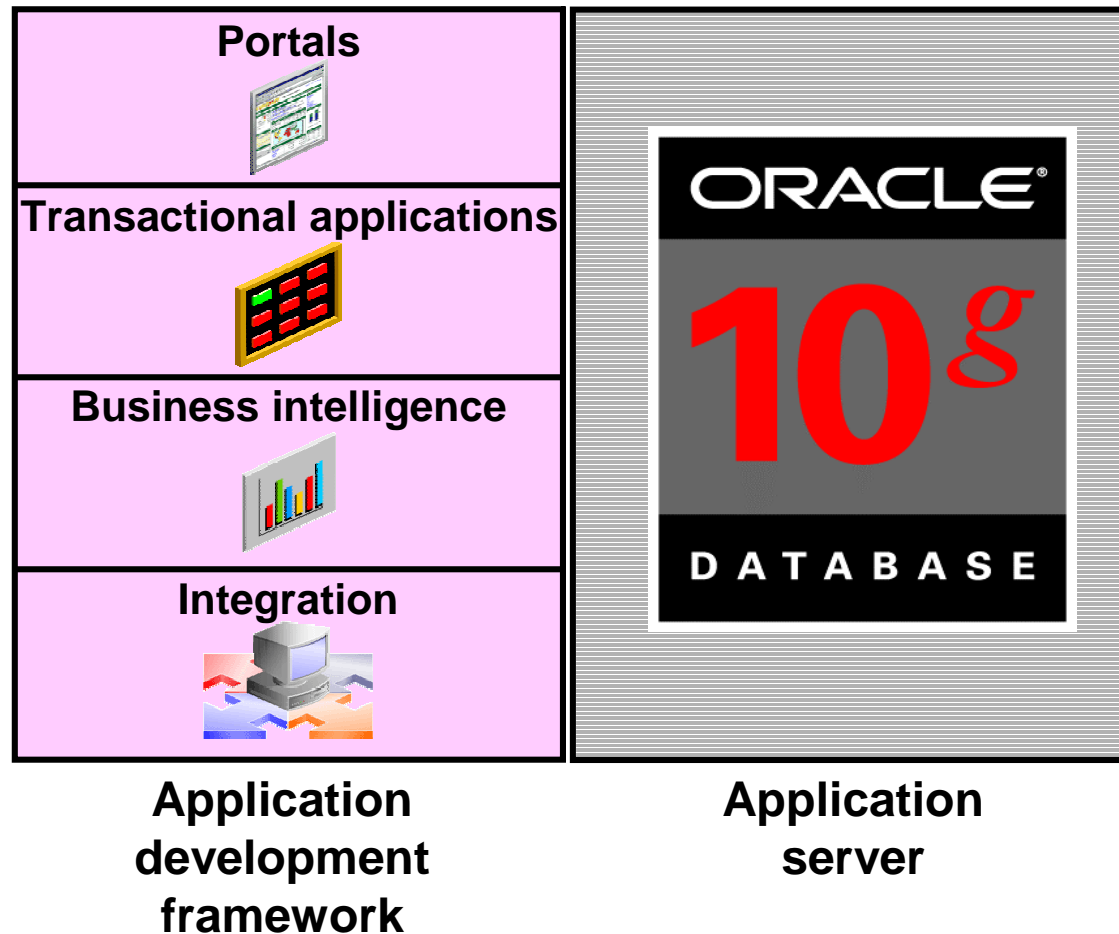 Portals
Transactional applications
Business intelligence
Integration
Application
development
framework
ORACLE®
10g
DATABASE
Application
server